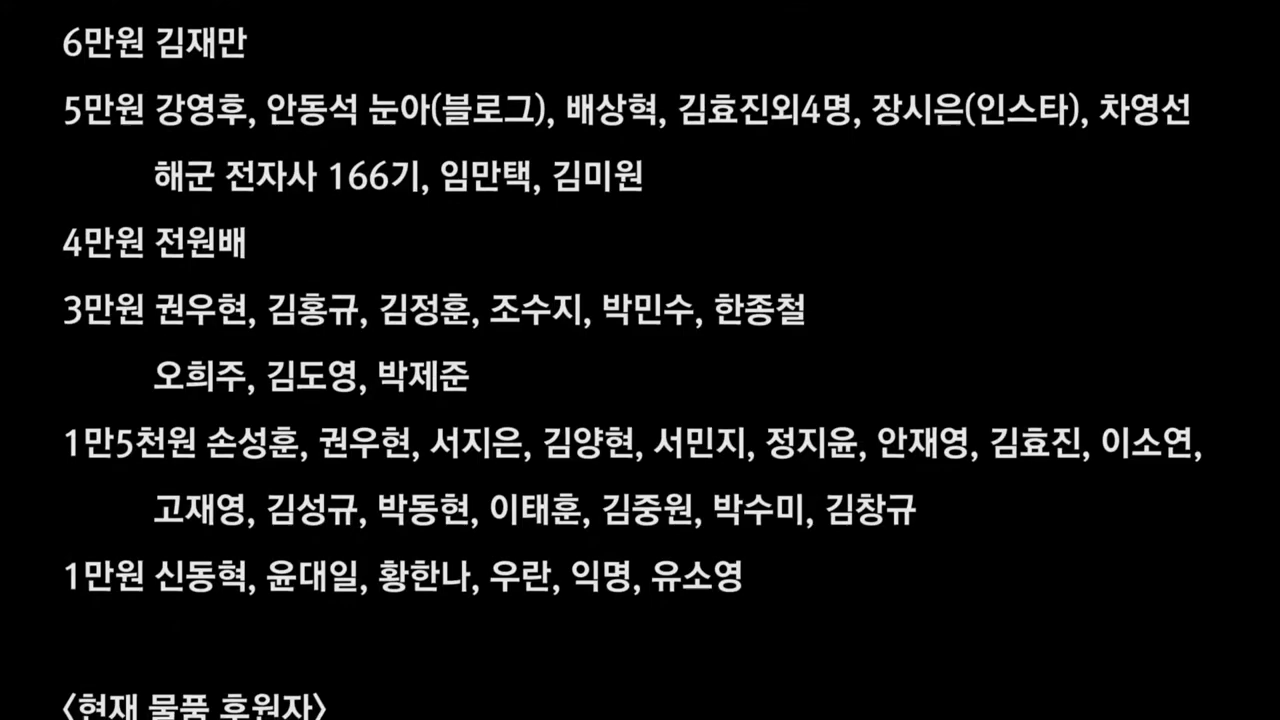 6만원 김재만
5만원 강영후, 안동석 눈아(블로그), 배상혁, 김효진외4명, 장시은(인스타), 차영선
해군 전자사 166기, 임만택, 김미원
4만원 전원배
3만원 권우현, 김홍규, 김정훈, 조수지, 박민수, 한종철
오희주, 김도영, 박제준
1만5천원 손성훈, 권우현, 서지은, 김양현, 서민지, 정지윤, 안재영, 김효진, 이소연,
고재영, 김성규, 박동현, 이태훈, 김중원, 박수미, 김창규
1만원 신동혁, 윤대일, 황한나, 우란, 익명, 유소영
<현재 물품 후원자>